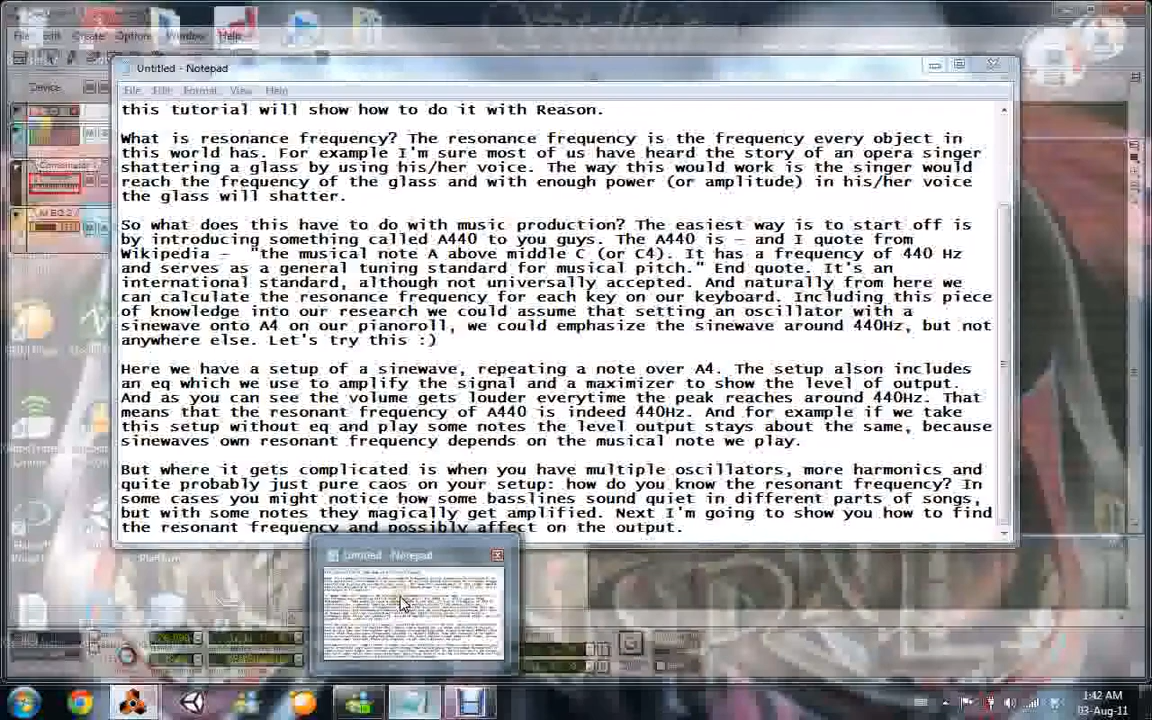 File Edit Create Options Window Help
Untitled - Notepad
File Edit Format View Help
Device
this tutorial will show how to do it with Reason.
What is resonance frequency? The resonance frequency is the frequency every object in
this world has. For example I'm sure most of us have heard the story of an opera singer
shattering a glass by using his/her voice. The way this would work is the singer would
reach the frequency of the glass and with enough power (or amplitude) in his/her voice
the glass will shatter.
So what does this have to do with music production? The easiest way is to start off is
by introducing something called A440 to you guys. The A440 is – and I quote from
Wikipedia – "the musical note A above middle C (or C4). It has a frequency of 440 Hz
and serves as a general tuning standard for musical pitch." End quote. It's an
international standard, although not universally accepted. And naturally from here we
can calculate the resonance frequency for each key on our keyboard. Including this piece
of knowledge into our research we could assume that setting an oscillator with a
sinewave onto A4 on our pianoroll, we could emphasize the sinewave around 440Hz, but not
anywhere else. Let's try this :)
Here we have a setup of a sinewave, repeating a note over A4. The setup alson includes
an eq which we use to amplify the signal and a maximizer to show the level of output.
And as you can see the volume gets louder everytime the peak reaches around 440Hz. That
means that the resonant frequency of A440 is indeed 440Hz. And for example if we take
this setup without eq and play some notes the level output stays about the same, because
sinewaves own resonant frequency depends on the musical note we play.
But where it gets complicated is when you have multiple oscillators, more harmonics and
quite probably just pure caos on your setup: how do you know the resonant frequency? In
some cases you might notice how some basslines sound quiet in different parts of songs,
but with some notes they magically get amplified. Next I'm going to show you how to find
the resonant frequency and possibly affect on the output.
Untitled - Notepad
1:42 AM
03-Aug-11